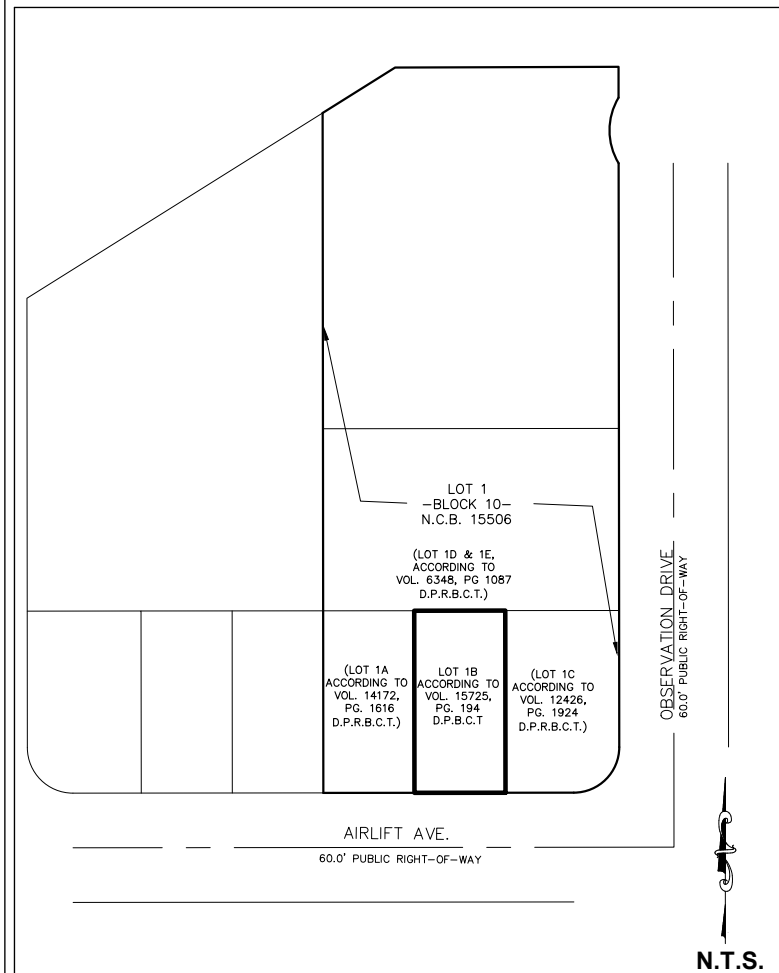 LOT 1
-BLOCK 10-
N.C.B. 15506
(LOT 1D & 1E,
ACCORDING TO
VOL. 6348, PG 1087
D.P.R.B.C.T.)
(LOT 1A
ACCORDING TO
VOL. 14172,
PG. 1616
D.P.R.B.C.T.)
LOT 1B
ACCORDING TO
VOL. 15725,
PG. 194
D.P.B.C.T
(LOT 1C
ACCORDING TO
VOL. 12426,
PG. 1924
D.P.R.B.C.T.)
OBSERVATION DRIVE
60.0' PUBLIC RIGHT-OF-WAY
AIRLIFT AVE.
60.0' PUBLIC RIGHT-OF-WAY
N.T.S.